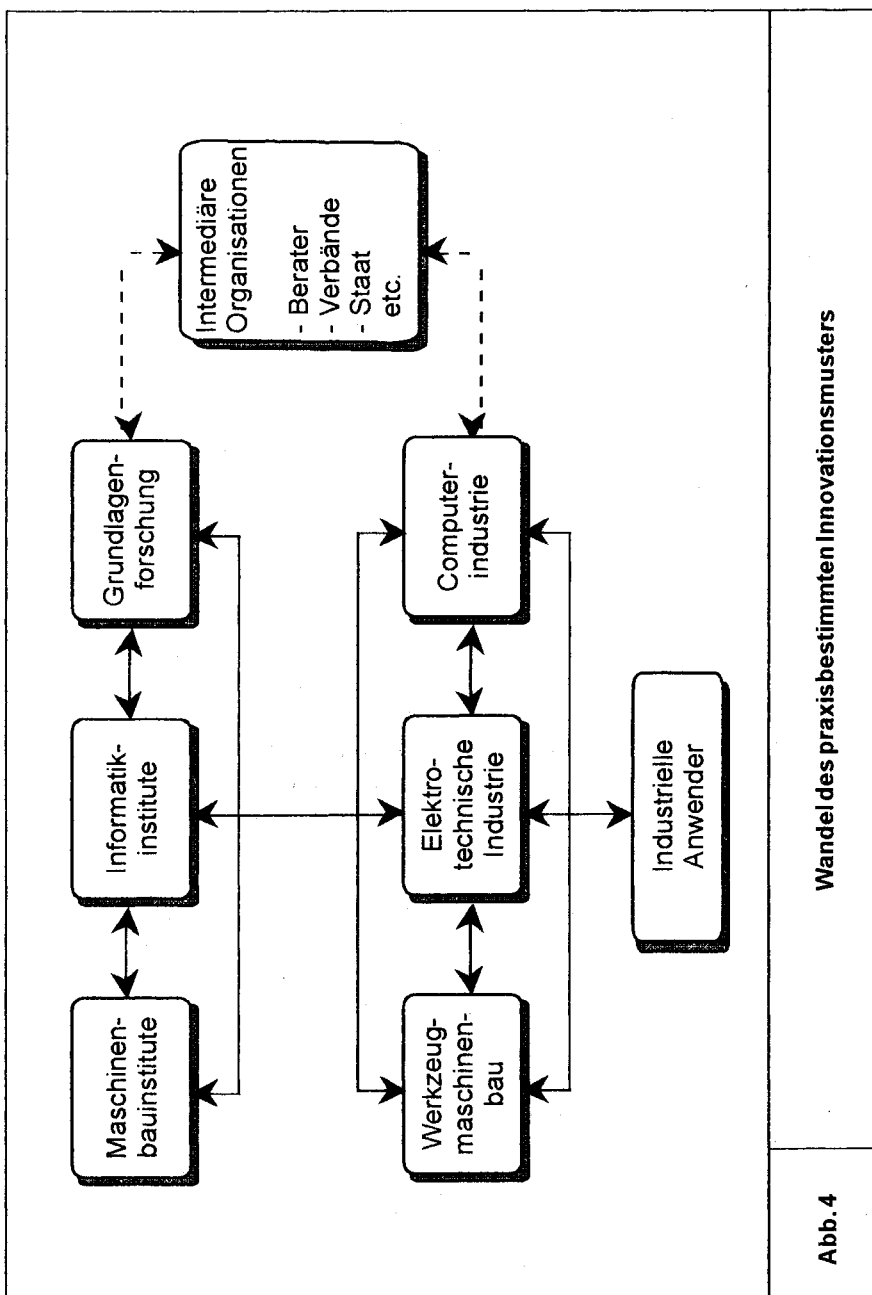 Maschinen-
bauinstitute
Informatik-
institute
Grundlagen-
forschung
Intermediäre
Organisationen
- Berater
- Verbände
- Staat
etc.
Werkzeug-
maschinen-
bau
Elektro-
technische
Industrie
Computer-
industrie
Industrielle
Anwender
Abb. 4
Wandel des praxisbestimmten Innovationsmusters